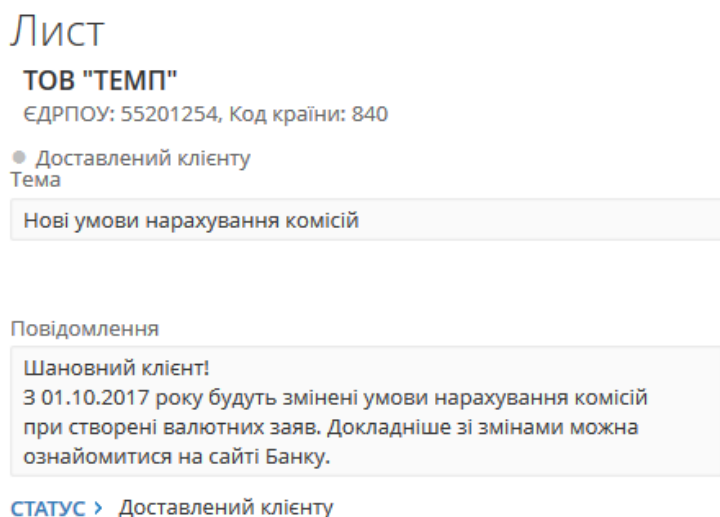 Лист
ТОВ "ТЕМП"
ЄДРПОУ: 55201254, Код країни: 840
Доставлений клієнту
Тема
Нові умови нарахування комісій
Повідомлення
Шановний клієнт!
З 01.10.2017 року будуть змінені умови нарахування комісій
при створені валютних заяв. Докладніше зі змінами можна
ознайомитися на сайті Банку.
СТАТУС > Доставлений клієнту